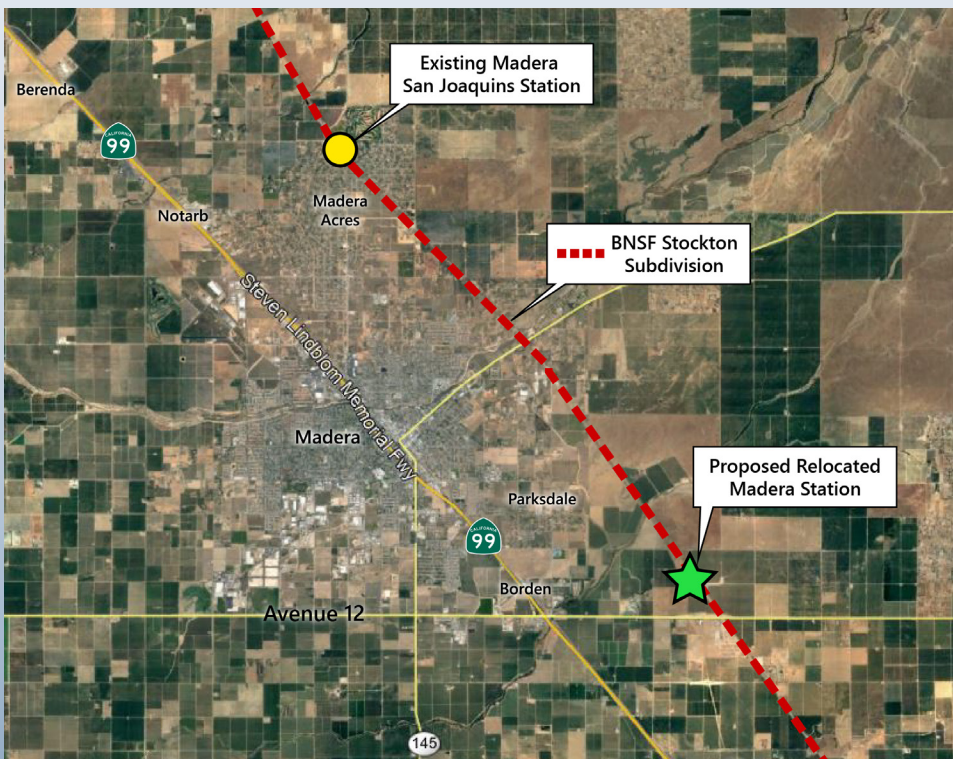 Existing Madera
San Joaquins Station
Berenda
CALIFORNIA
99
Madera
Acres
Notarb
BNSF Stockton
Subdivision
Steven Lindblom Memorial Fwy
Madera
Proposed Relocated
Madera Station
Parksdale
CALIFORNIA
99
Borden
Avenue 12
145